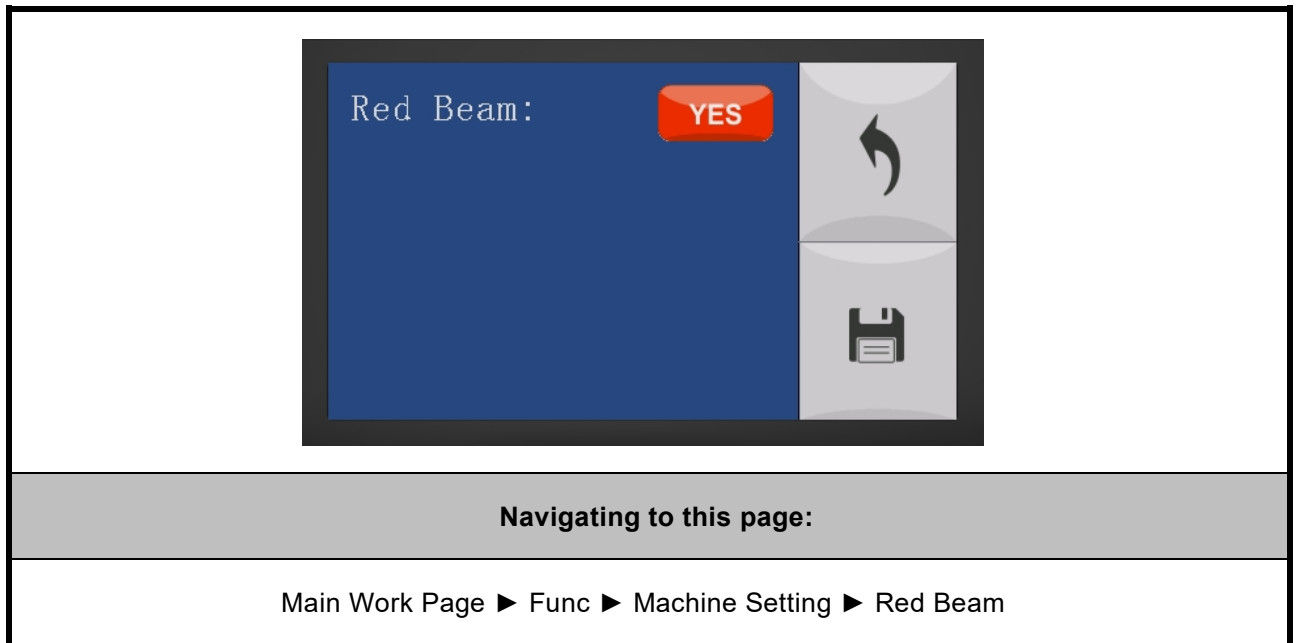 Red Beam: YES
Navigating to this page:
Main Work Page ► Func ► Machine Setting ► Red Beam